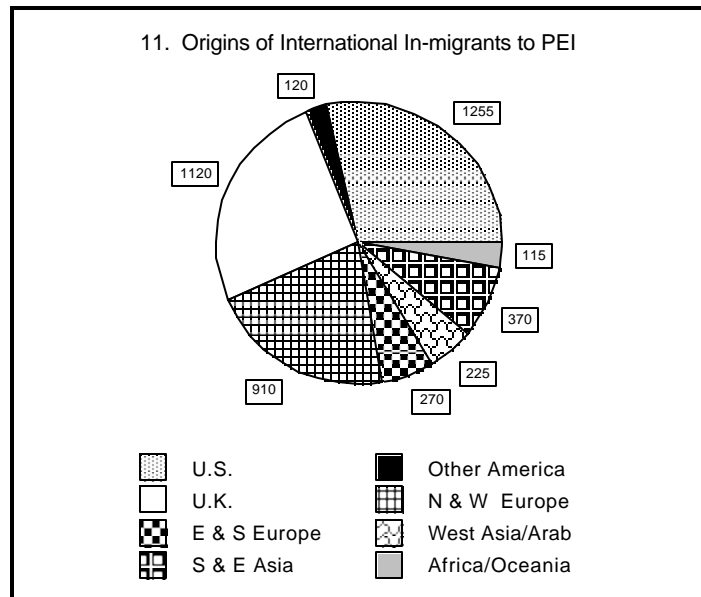 11. Origins of International In-migrants to PEI
120
1255
1120
115
370
225
270
910
U.S.
Other America
U.K.
N & W Europe
E & S Europe
West Asia/Arab
S & E Asia
Africa/Oceania